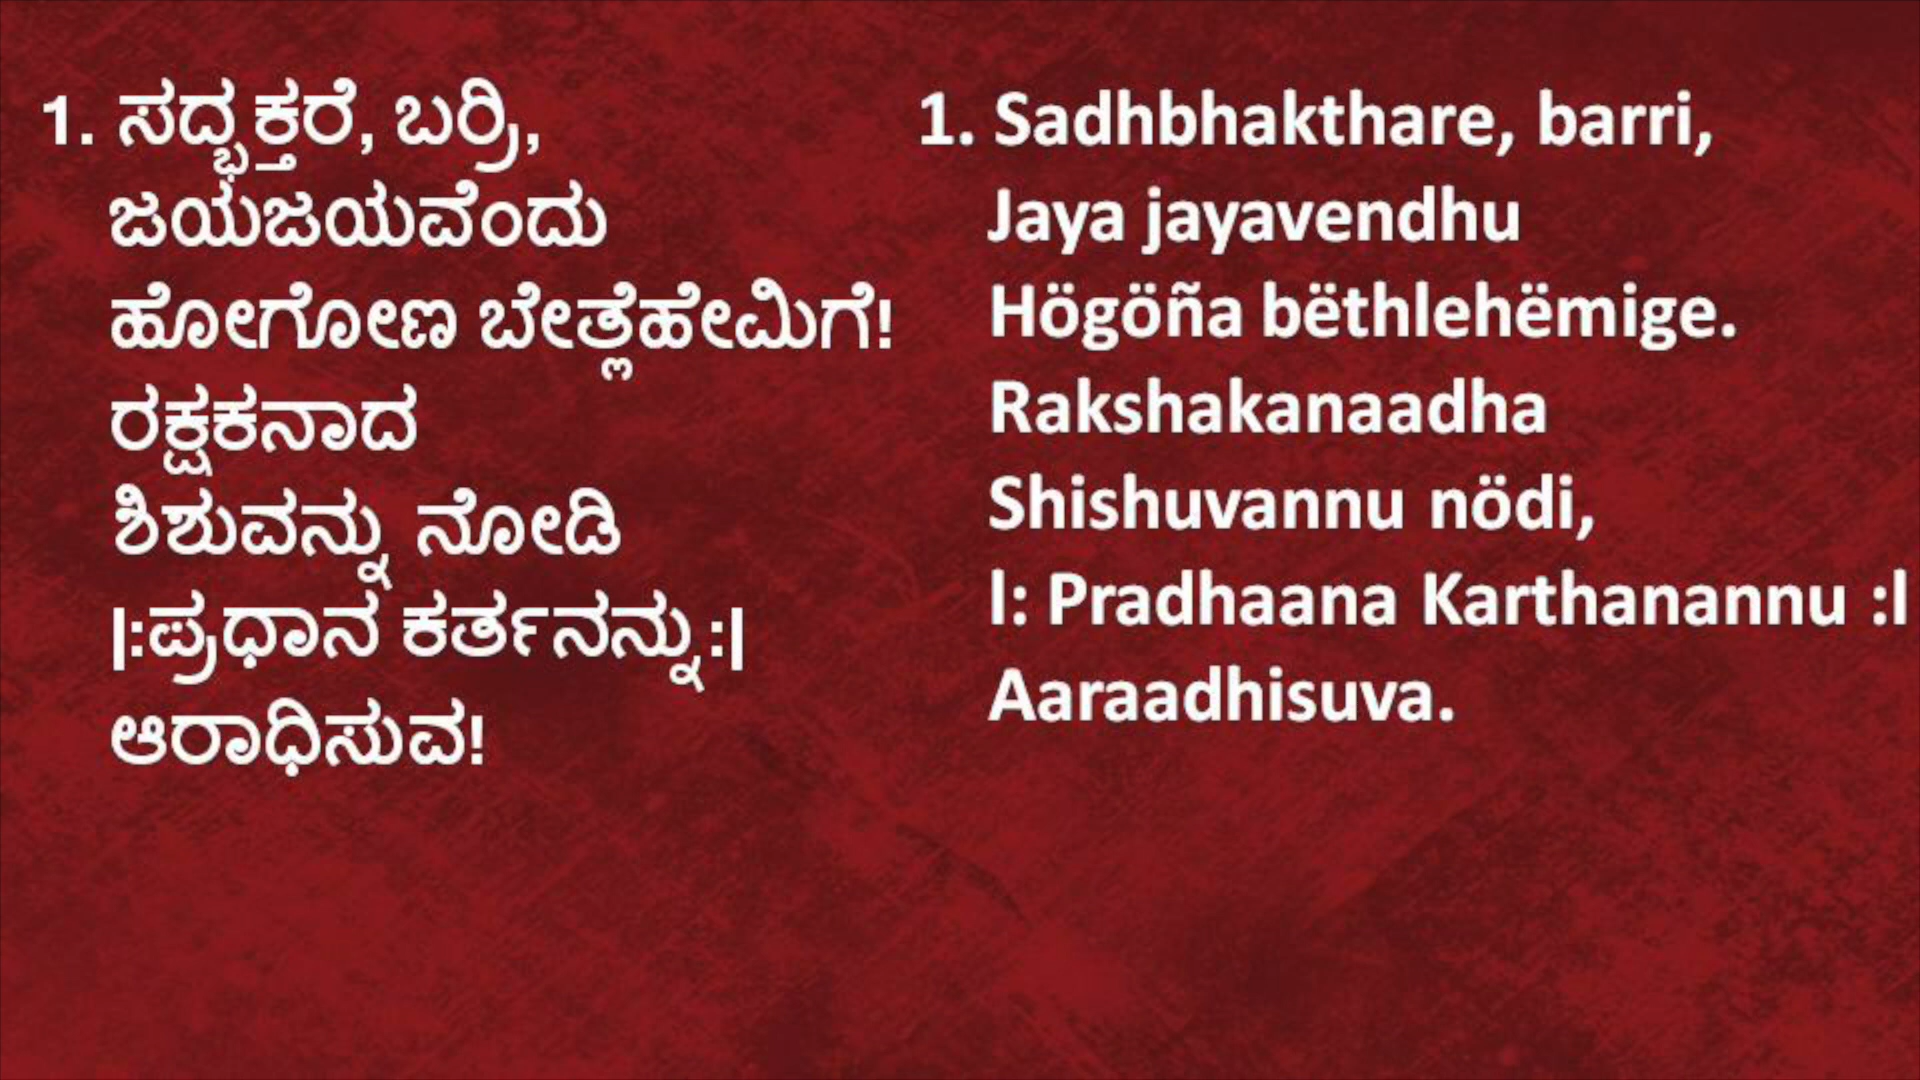 1. ಸದ್ಭಕ್ತರೆ, ಬರ್ರಿ,
ಜಯಜಯವೆಂದು
ಹೋಗೋಣ ಬೇತ್ಲೆಹೇಮಿಗೆ!
ರಕ್ಷಕನಾದ
ಶಿಶುವನ್ನು ನೋಡಿ
|:ಪ್ರಧಾನ ಕರ್ತನನ್ನು:|
ಆರಾಧಿಸುವ!
1. Sadhbhakthare, barri,
Jaya jayavendhu
Högöña bëthlehëmige.
Rakshakanaadha
Shishuvannu nödi,
l: Pradhaana Karthanannu :l
Aaraadhisuva.